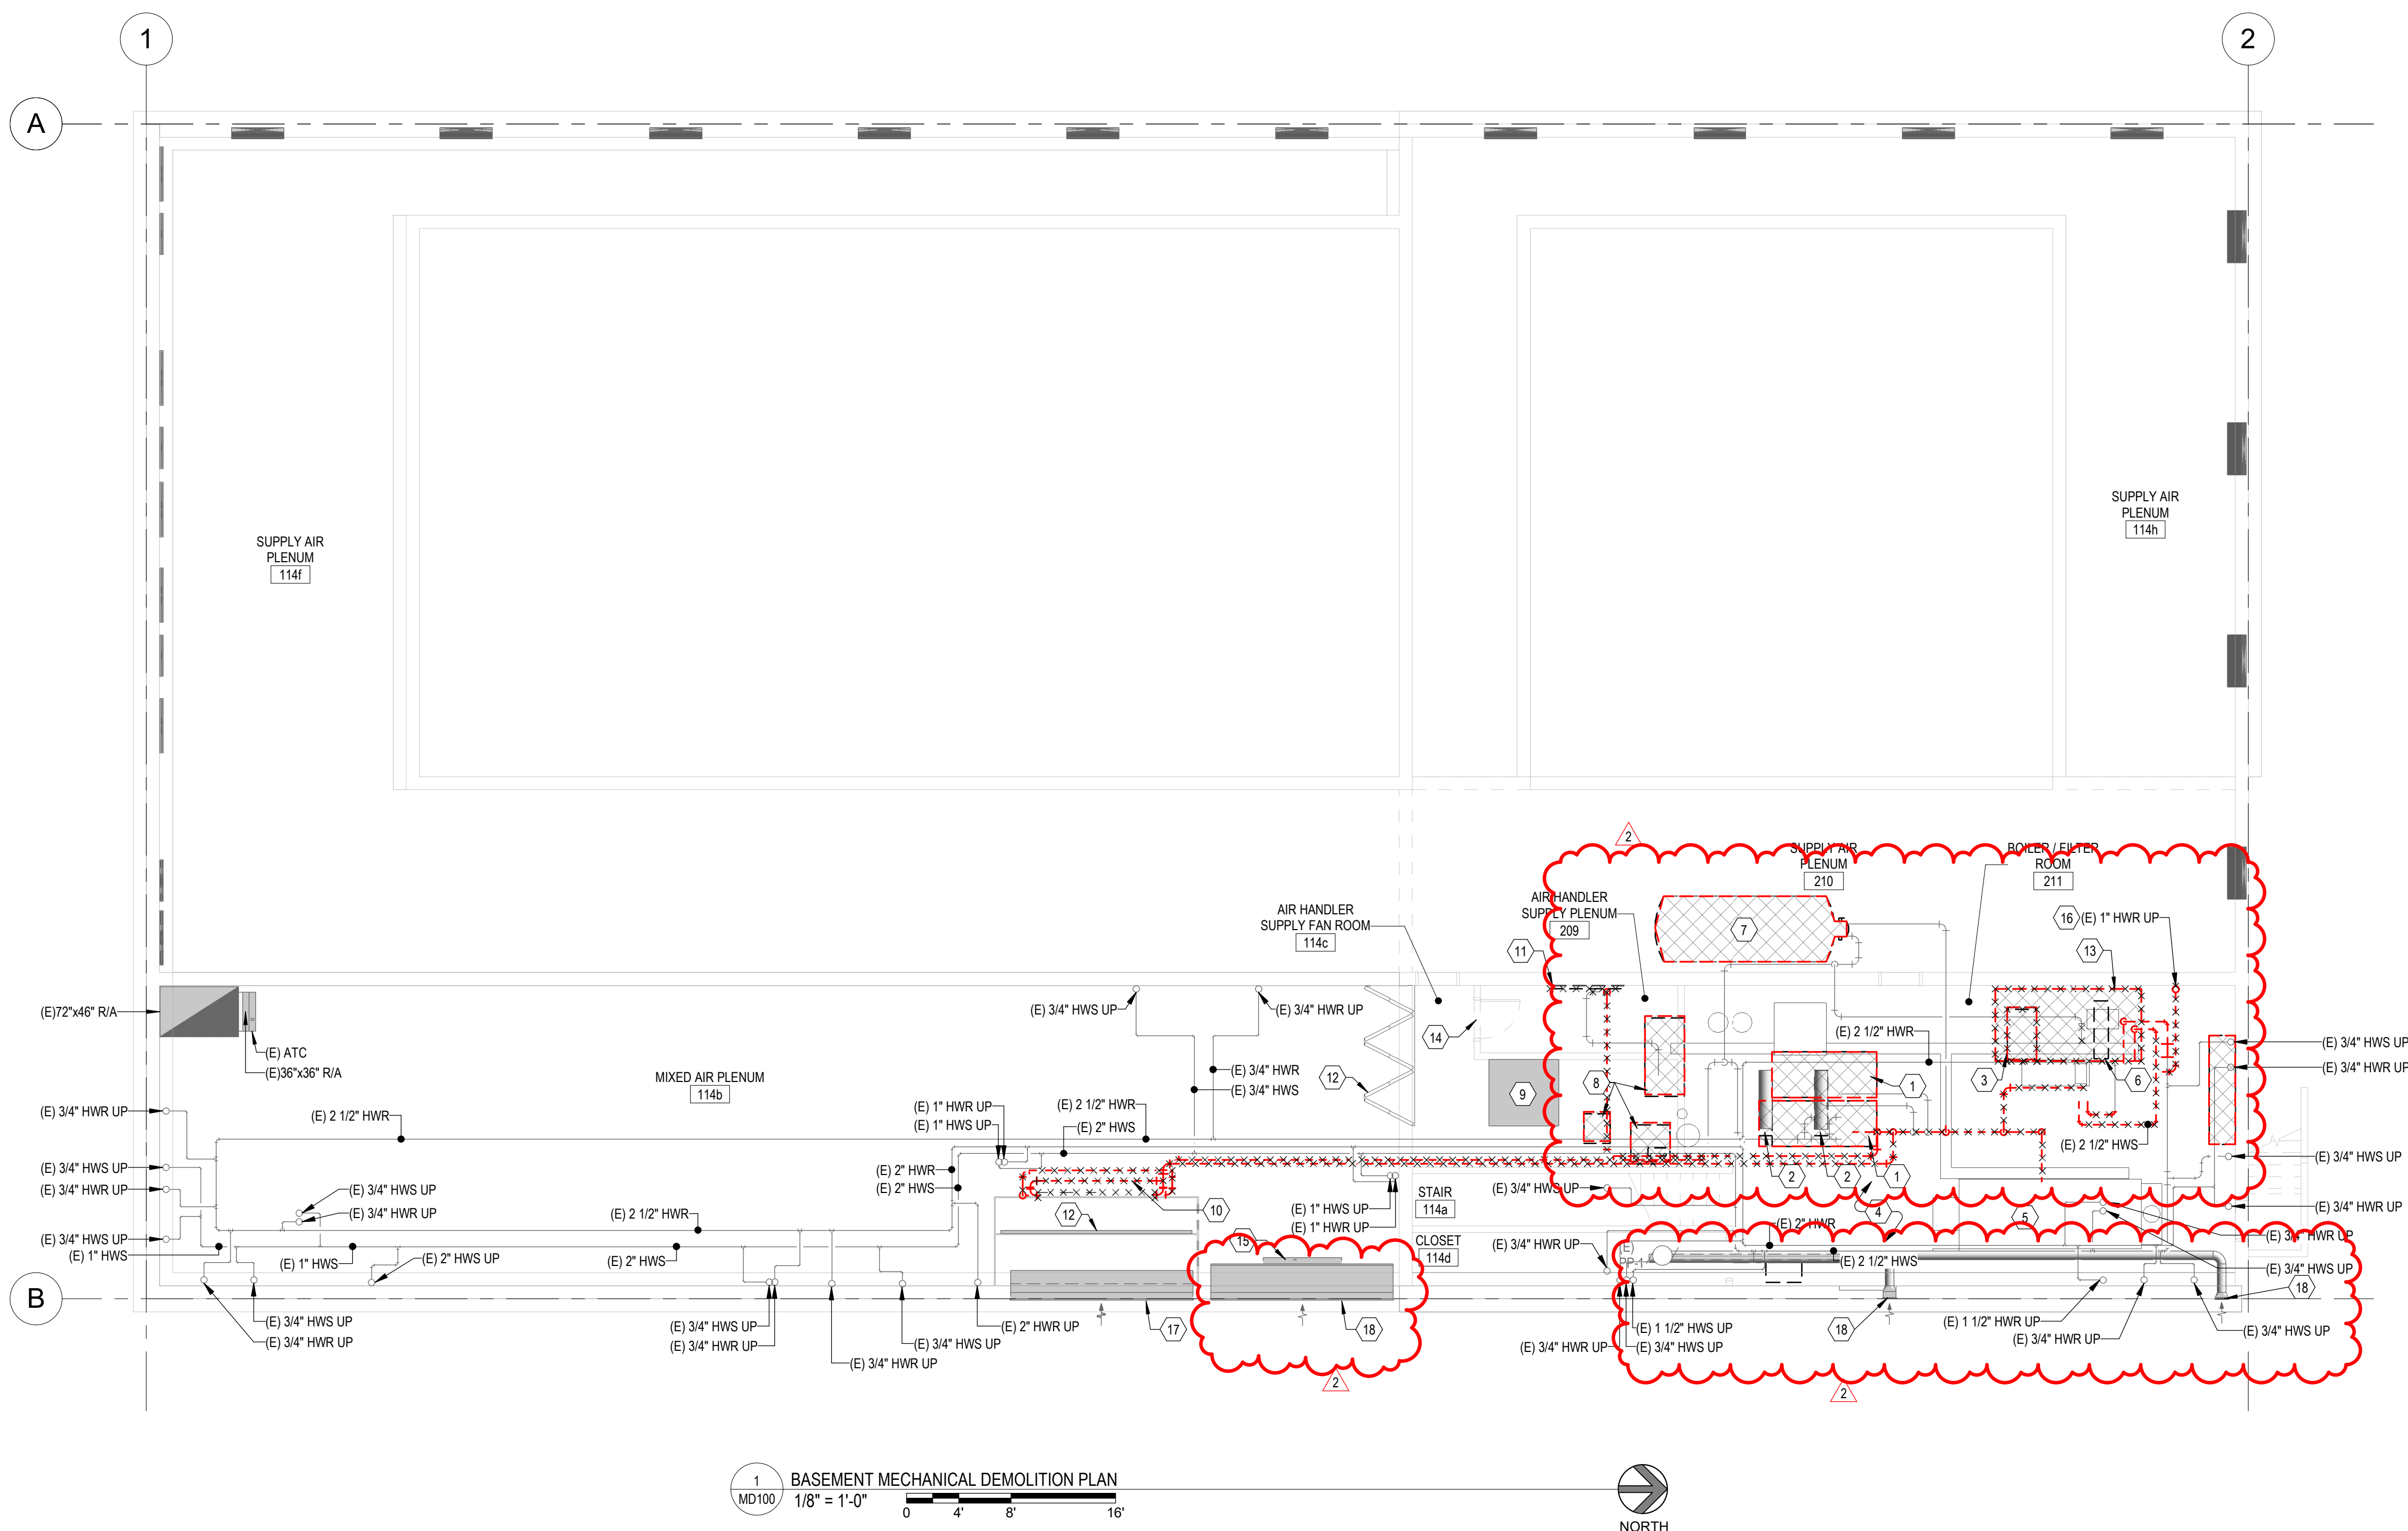 1
2
A
SUPPLY AIR
PLENUM
114f
SUPPLY AIR
PLENUM
114h
2
SUPPLY AIR
PLENUM
210
BOILER / FILTER
ROOM
211
AIR HANDLER
SUPPLY PLENUM
209
AIR HANDLER
SUPPLY FAN ROOM
114c
7
16
(E) 1" HWR UP
11
13
(E)72"x46" R/A
(E) ATC
(E)36"x36" R/A
(E) 3/4" HWS UP
(E) 3/4" HWR UP
14
(E) 2 1/2" HWR
(E) 3/4" HWS UP
(E) 3/4" HWR UP
MIXED AIR PLENUM
114b
(E) 3/4" HWR
(E) 3/4" HWS
12
9
8
1
3
6
(E) 3/4" HWR UP
(E) 2 1/2" HWR
(E) 1" HWR UP
(E) 1" HWS UP
(E) 2 1/2" HWR
(E) 2" HWS
(E) 2 1/2" HWS
(E) 3/4" HWS UP
(E) 3/4" HWR UP
(E) 2" HWR
(E) 2" HWS
(E) 3/4" HWS UP
2
2
1
(E) 3/4" HWS UP
(E) 3/4" HWS UP
(E) 3/4" HWR UP
STAIR
114a
(E) 1" HWS UP
(E) 1" HWR UP
10
12
(E) 2 1/2" HWR
4
5
(E) 3/4" HWR UP
(E) 3/4" HWS UP
(E) 1" HWS
(E) 1" HWS
(E) 2" HWS UP
(E) 2" HWS
15
CLOSET
114d
(E) 3/4" HWR UP
(E)
(E) 2" HWR
(E) 2 1/2" HWS
(E) 3/4" HWR UP
(E) 3/4" HWS UP
18
B
(E) 3/4" HWS UP
(E) 3/4" HWR UP
(E) 3/4" HWS UP
(E) 3/4" HWR UP
(E) 3/4" HWR UP
(E) 3/4" HWS UP
(E) 2" HWR UP
17
18
(E) 3/4" HWR UP
(E) 1 1/2" HWS UP
(E) 3/4" HWS UP
18
(E) 1 1/2" HWR UP
(E) 3/4" HWR UP
(E) 3/4" HWS UP
2
2
1
MD100
BASEMENT MECHANICAL DEMOLITION PLAN
1/8" = 1'-0"
0 4' 8' 16'
NORTH